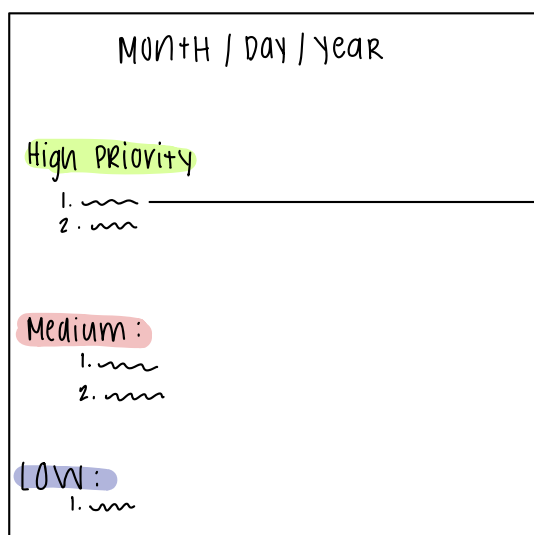 Month / Day / Year
High Priority
1.
2.
Medium:
1.
2.
Low:
1.